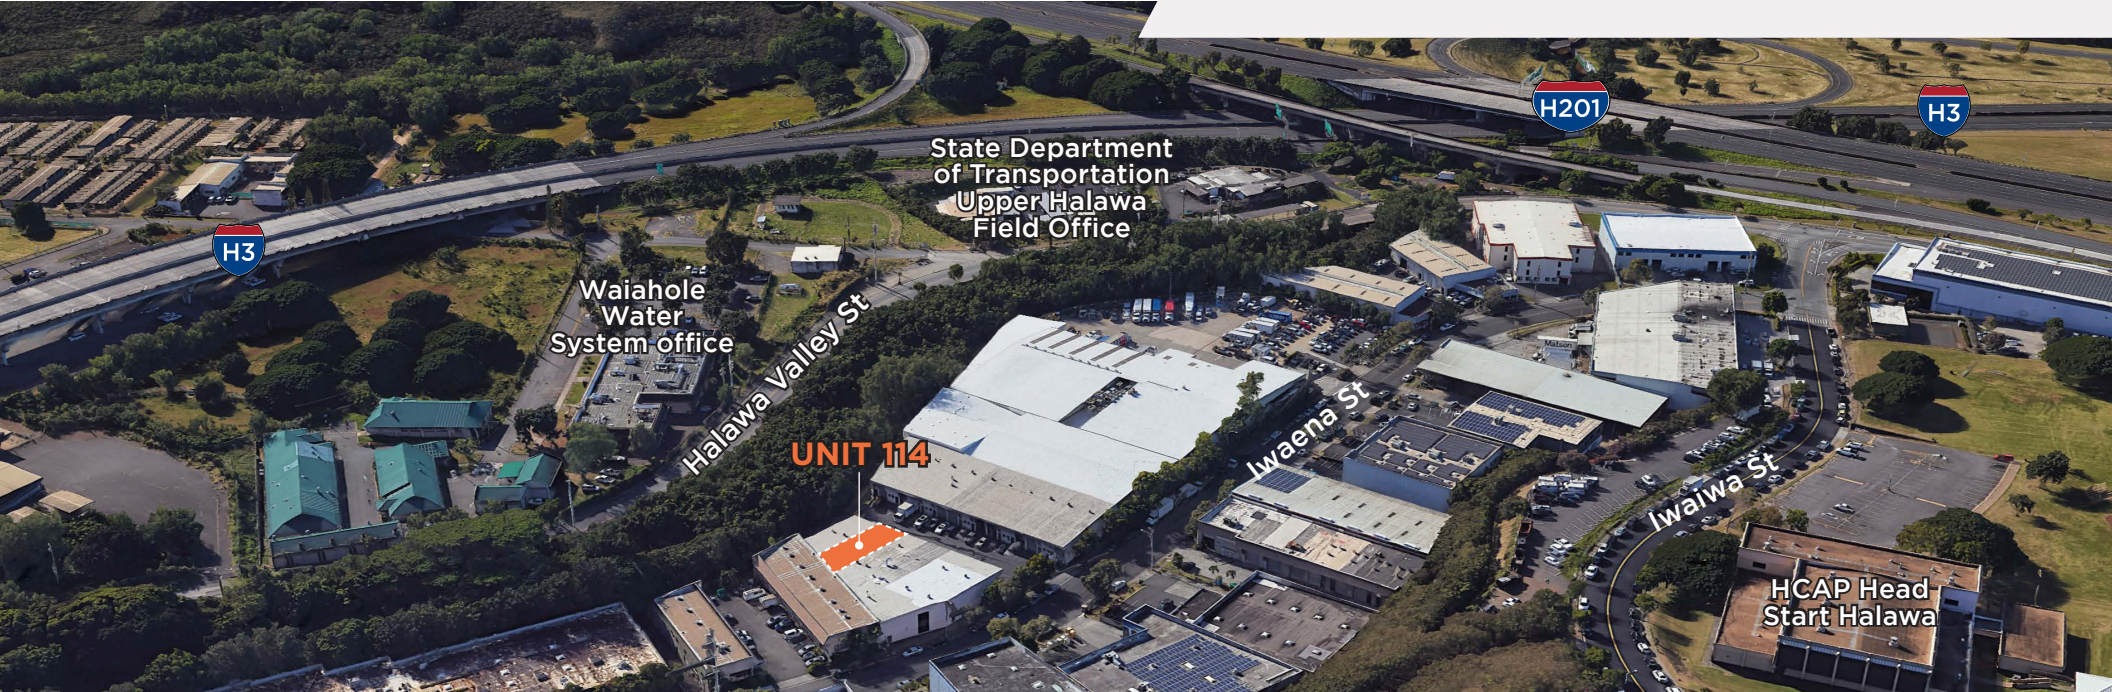 H201
H3
State Department
of Transportation
Upper Halawa
Field Office
H3
Waiahole
Water
System office
Halawa Valley St
Matson
Iwaena St
UNIT 114
Iwaiwa St
HCAP Head
Start Halawa